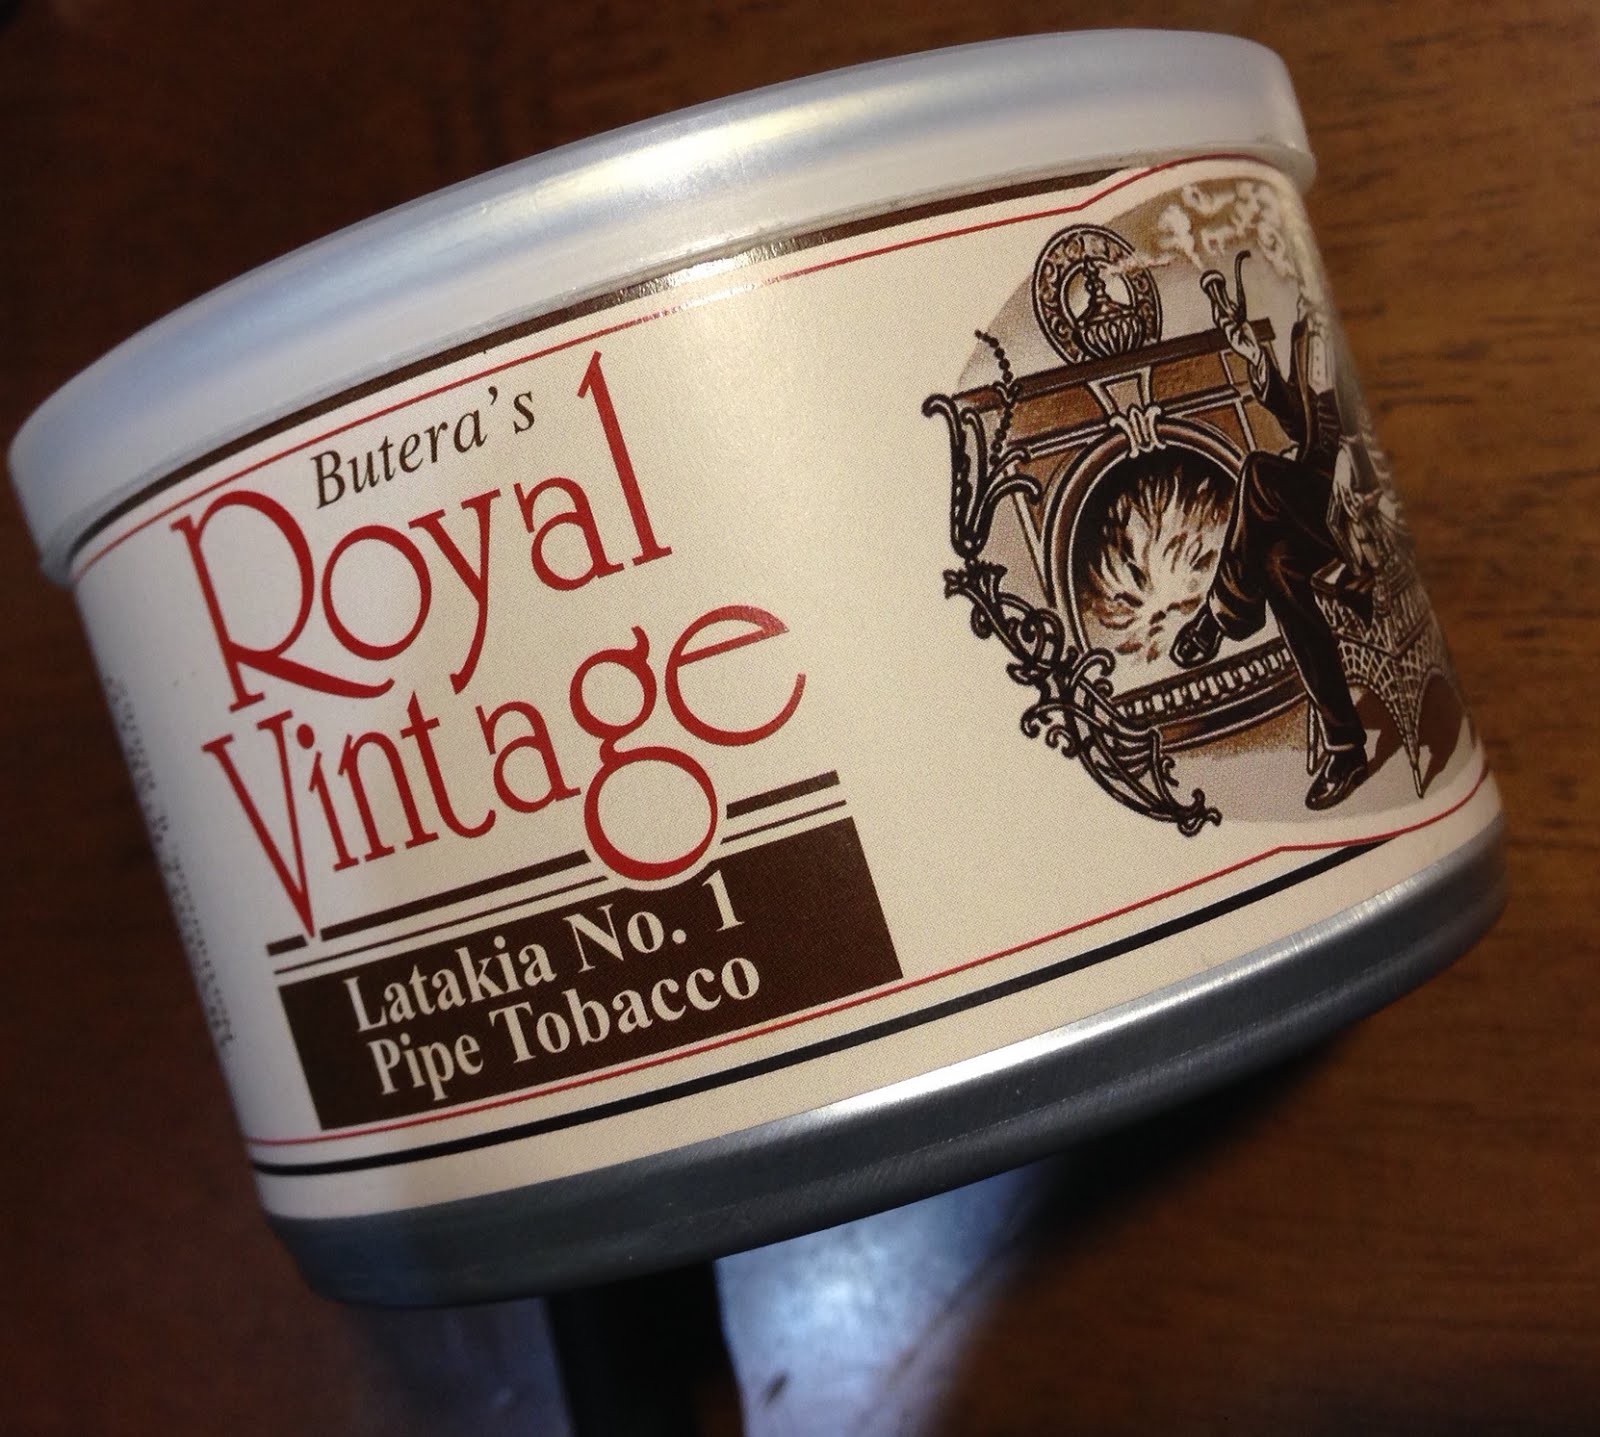 Butera's
Royal
Vintage
Latakia No. 1
Pipe Tobacco